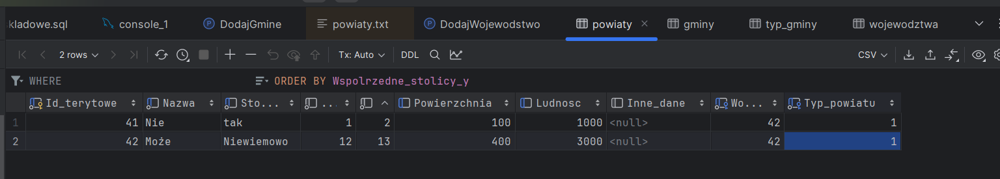 kladowe.sql console_1 DodajGmine powiaty.txt DodajWojewodstwo powiaty gminy typ_gminy wojewodztwa
2 rows Tx: Auto DDL CSV
WHERE ORDER BY Wspolrzedne_stolicy_y
Id_terytowe Nazwa Sto... ... Powierzchnia Ludnosc Inne_dane Wo... Typ_powiatu
1 41 Nie tak 1 2 100 1000 <null> 42 1
2 42 Może Niewiemowo 12 13 400 3000 <null> 42 1